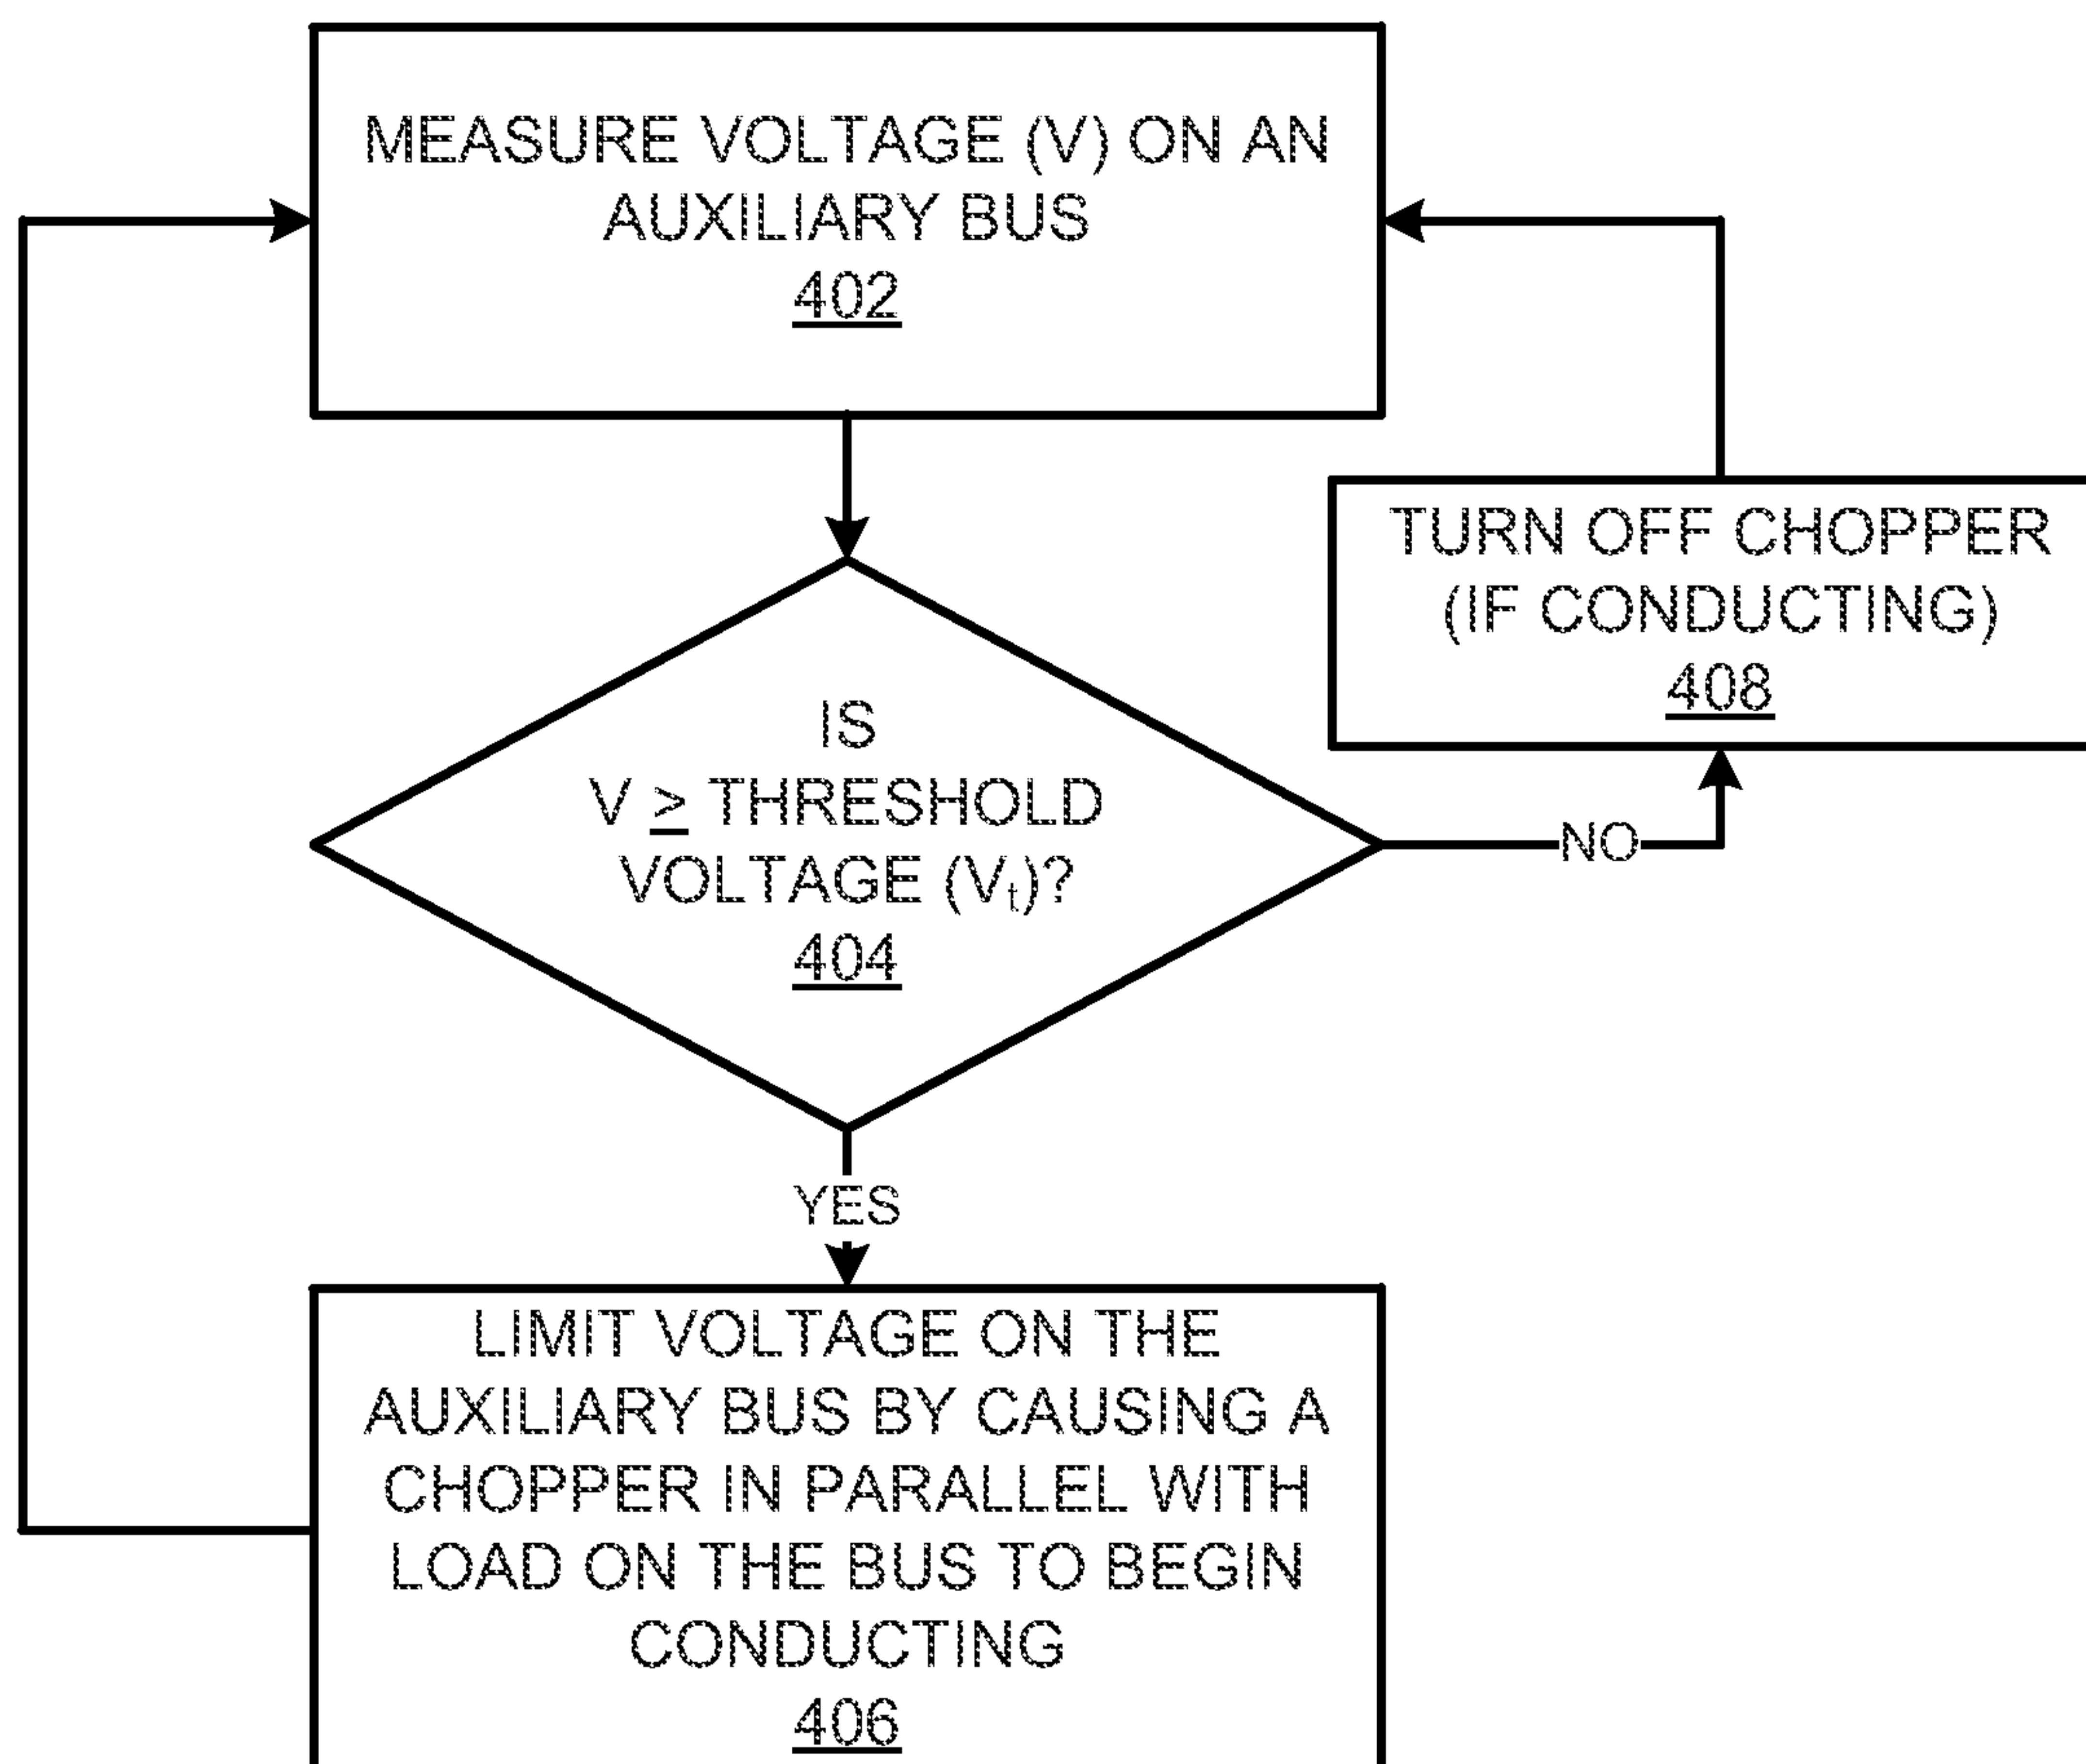 MEASURE VOLTAGE (V) ON AN
AUXILIARY BUS
402
IS
V ≥ THRESHOLD
VOLTAGE (Vt)?
404
NO
TURN OFF CHOPPER
(IF CONDUCTING)
408
YES
LIMIT VOLTAGE ON THE
AUXILIARY BUS BY CAUSING A
CHOPPER IN PARALLEL WITH
LOAD ON THE BUS TO BEGIN
CONDUCTING
406